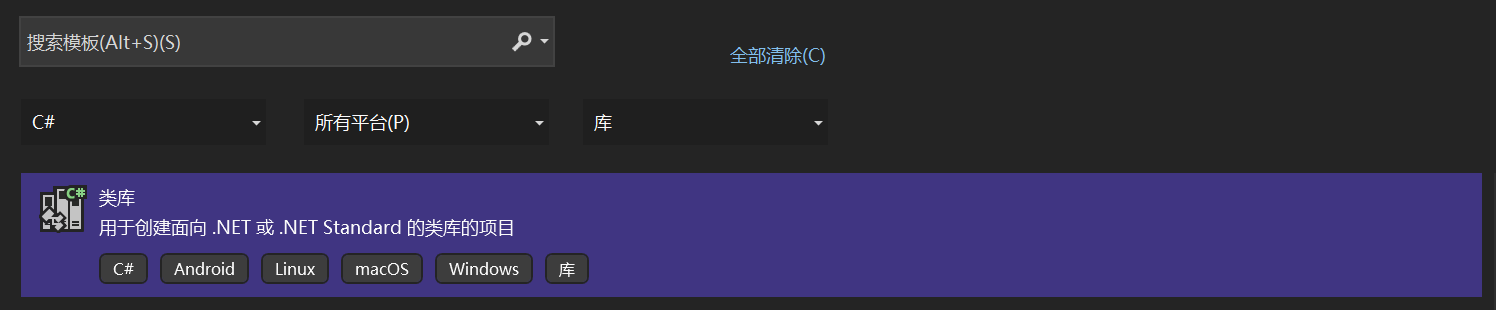 搜索模板(Alt+S)(S)
全部清除(C)
C# 所有平台(P) 库
C#
类库
用于创建面向 .NET 或 .NET Standard 的类库的项目
C# Android Linux macOS Windows 库